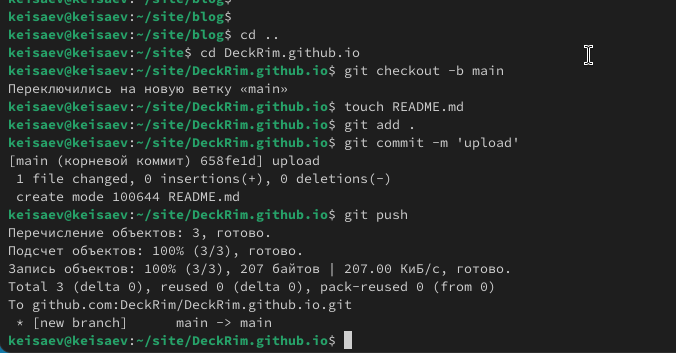 keisaev@keisaev:~/site/blog$
keisaev@keisaev:~/site/blog$
keisaev@keisaev:~/site/blog$ cd ..
keisaev@keisaev:~/site$ cd DeckRim.github.io
keisaev@keisaev:~/site/DeckRim.github.io$ git checkout -b main
Переключились на новую ветку «main»
keisaev@keisaev:~/site/DeckRim.github.io$ touch README.md
keisaev@keisaev:~/site/DeckRim.github.io$ git add .
keisaev@keisaev:~/site/DeckRim.github.io$ git commit -m 'upload'
[main (корневой коммит) 658fe1d] upload
 1 file changed, 0 insertions(+), 0 deletions(-)
 create mode 100644 README.md
keisaev@keisaev:~/site/DeckRim.github.io$ git push
Перечисление объектов: 3, готово.
Подсчет объектов: 100% (3/3), готово.
Запись объектов: 100% (3/3), 207 байтов | 207.00 КиБ/с, готово.
Total 3 (delta 0), reused 0 (delta 0), pack-reused 0 (from 0)
To github.com:DeckRim/DeckRim.github.io.git
 * [new branch]      main -> main
keisaev@keisaev:~/site/DeckRim.github.io$